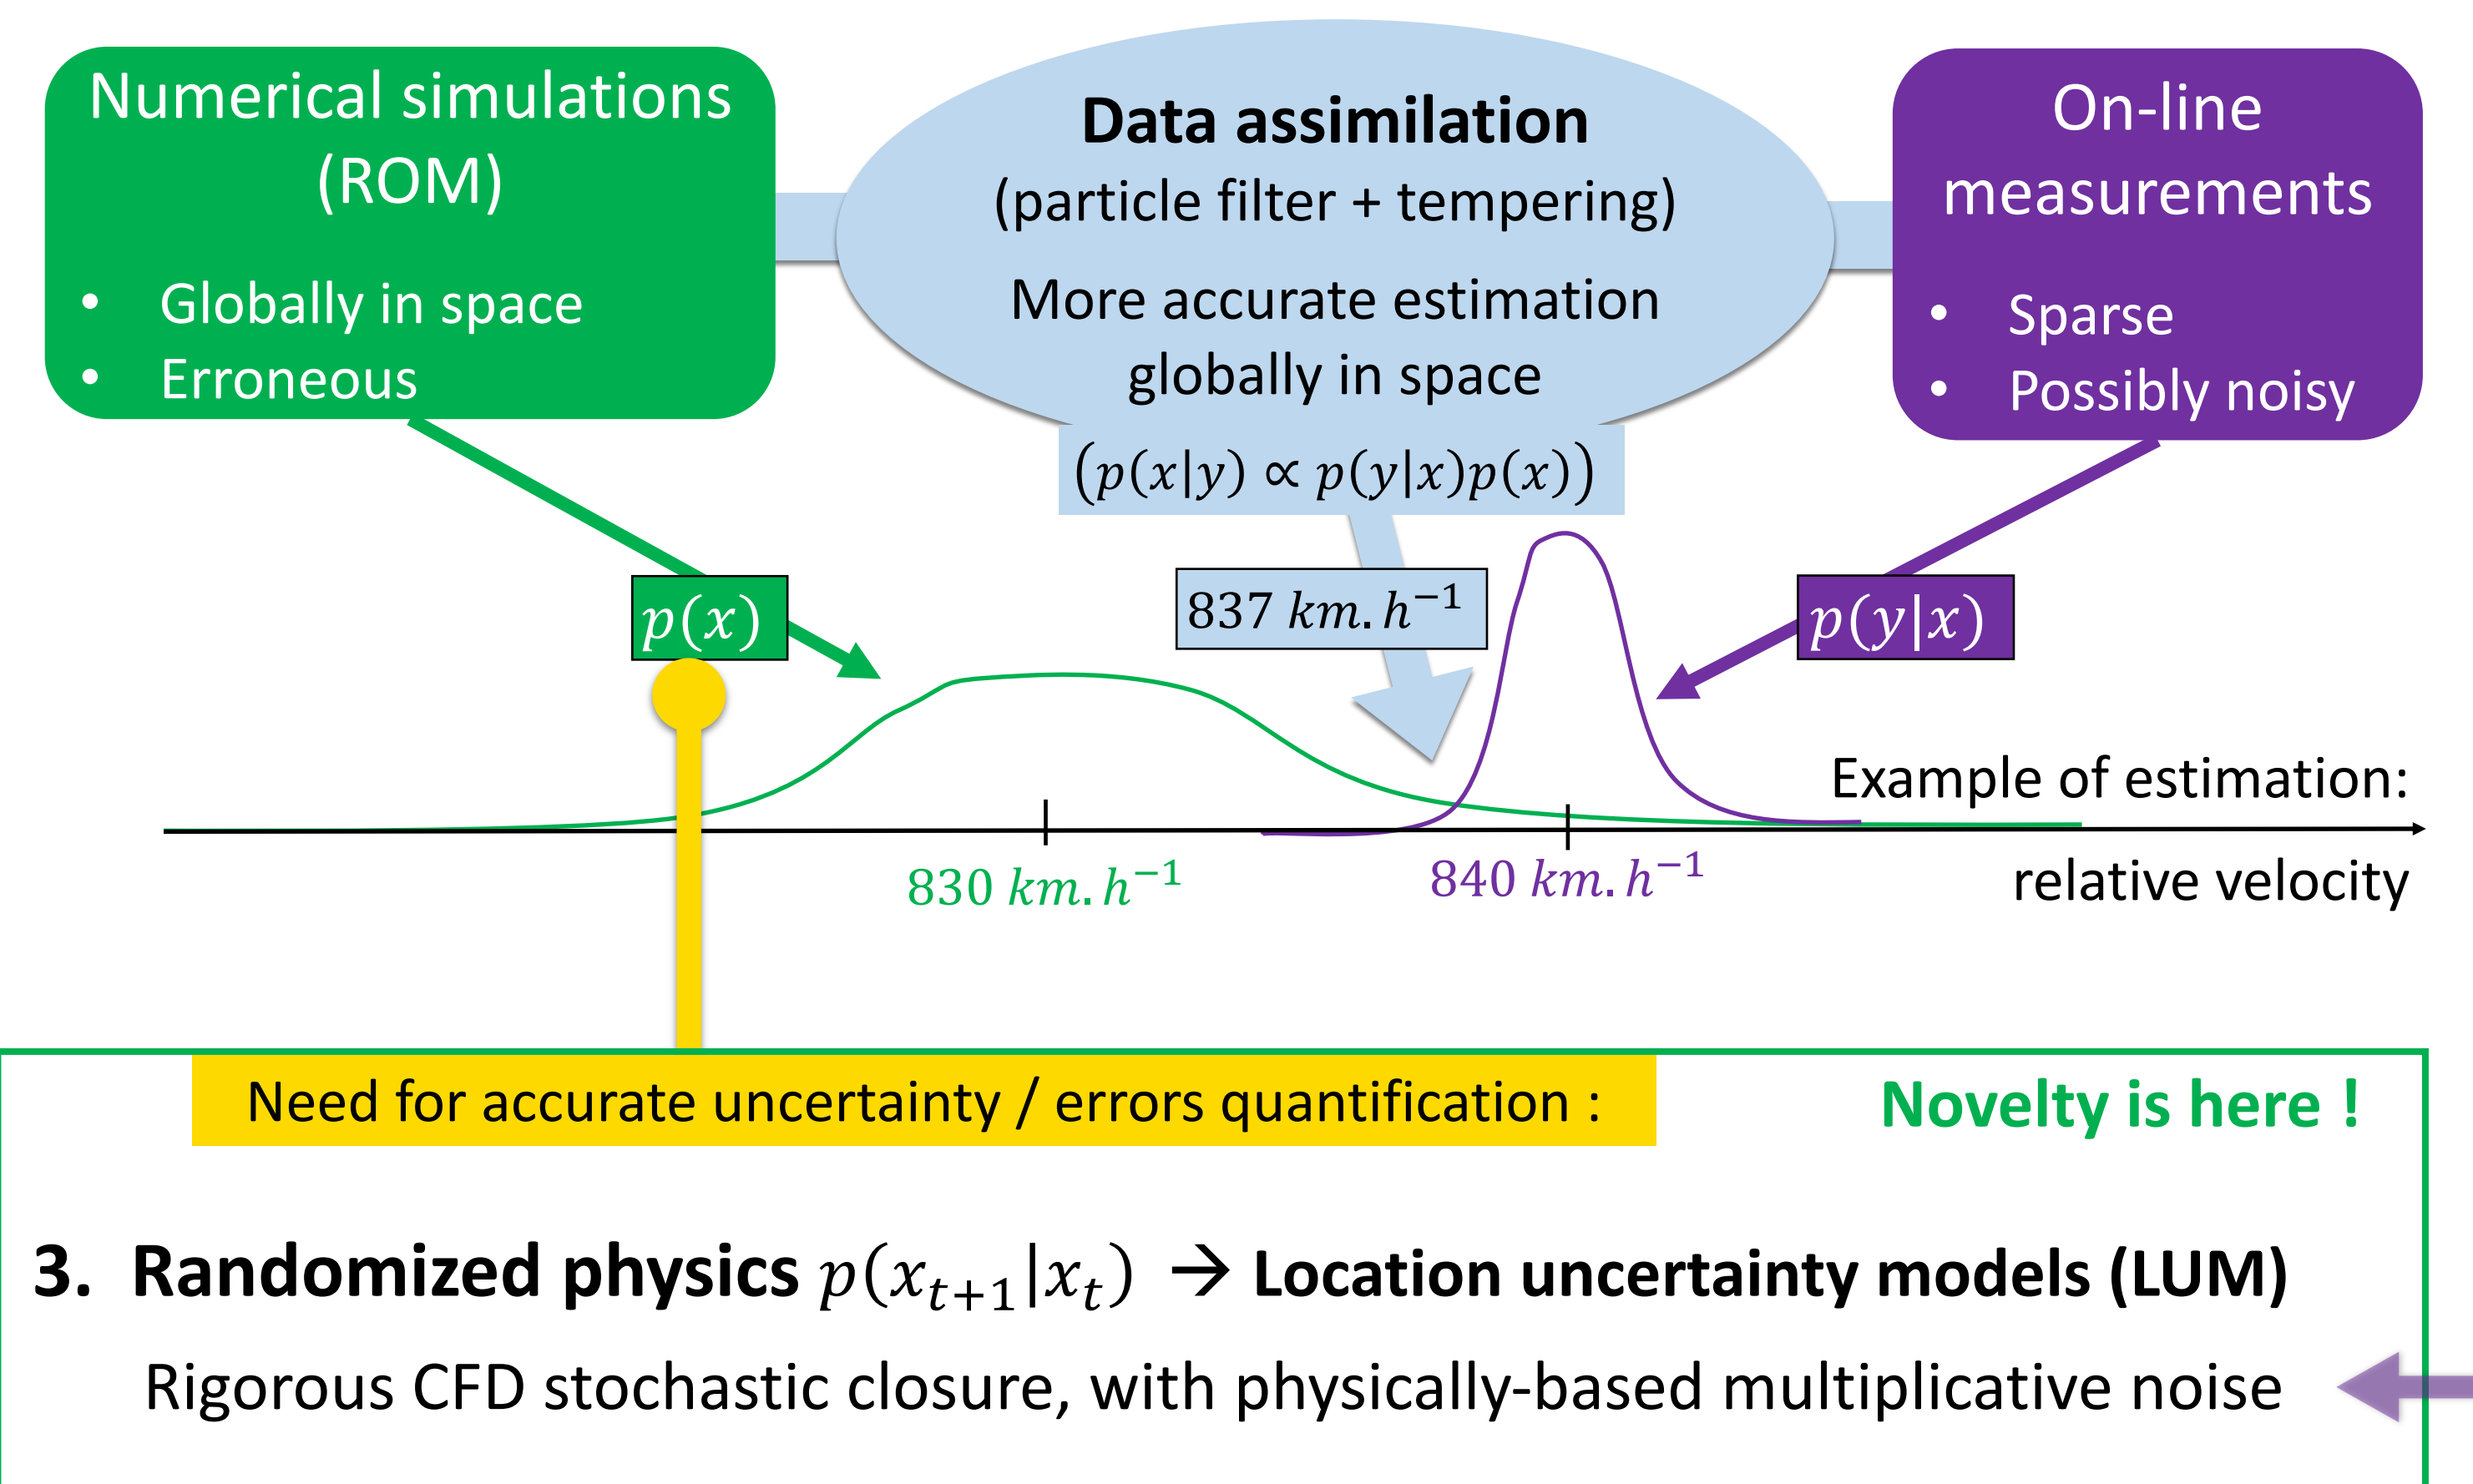 Numerical simulations
(ROM)
• Globally in space
• Erroneous
Data assimilation
(particle filter + tempering)
More accurate estimation
globally in space
(p(x|y) ∝ p(y|x)p(x))
On-line
measurements
• Sparse
• Possibly noisy
p(x)
837 km.h⁻¹
p(y|x)
Example of estimation:
830 km.h⁻¹
840 km.h⁻¹
relative velocity
Need for accurate uncertainty / errors quantification :
Novelty is here !
3. Randomized physics p(xₜ₊₁|xₜ) → Location uncertainty models (LUM)
Rigorous CFD stochastic closure, with physically-based multiplicative noise